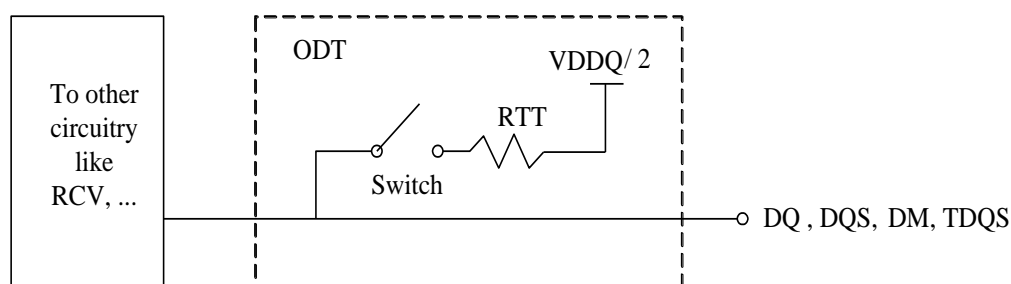 ODT
VDDQ/ 2
To other
circuitry
like
RCV, ...
RTT
Switch
DQ , DQS, DM, TDQS